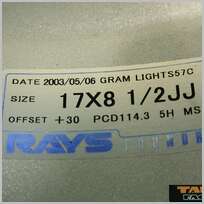 DATE 2003/05/06 GRAM LIGHTS57C
SIZE 17X8 1/2JJ
OFFSET +30 PCD114.3 5H MS
RAYS